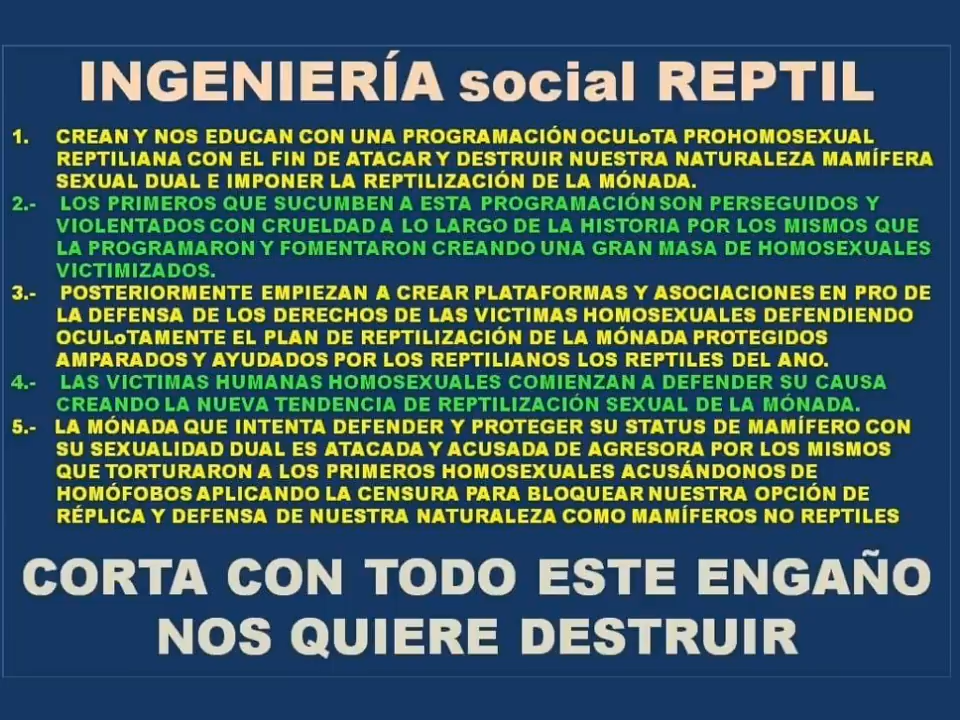 INGENIERÍA social REPTIL
1. CREAN Y NOS EDUCAN CON UNA PROGRAMACIÓN OCULoTA PROHOMOSEXUAL
REPTILIANA CON EL FIN DE ATACAR Y DESTRUIR NUESTRA NATURALEZA MAMÍFERA
SEXUAL DUAL E IMPONER LA REPTILIZACIÓN DE LA MÓNADA.
2.- LOS PRIMEROS QUE SUCUMBEN A ESTA PROGRAMACIÓN SON PERSEGUIDOS Y
VIOLENTADOS CON CRUELDAD A LO LARGO DE LA HISTORIA POR LOS MISMOS QUE
LA PROGRAMARON Y FOMENTARON CREANDO UNA GRAN MASA DE HOMOSEXUALES
VICTIMIZADOS.
3.- POSTERIORMENTE EMPIEZAN A CREAR PLATAFORMAS Y ASOCIACIONES EN PRO DE
LA DEFENSA DE LOS DERECHOS DE LAS VICTIMAS HOMOSEXUALES DEFENDIENDO
OCULoTAMENTE EL PLAN DE REPTILIZACIÓN DE LA MÓNADA PROTEGIDOS
AMPARADOS Y AYUDADOS POR LOS REPTILIANOS LOS REPTILES DEL ANO.
4.- LAS VICTIMAS HUMANAS HOMOSEXUALES COMIENZAN A DEFENDER SU CAUSA
CREANDO LA NUEVA TENDENCIA DE REPTILIZACIÓN SEXUAL DE LA MÓNADA.
5.- LA MÓNADA QUE INTENTA DEFENDER Y PROTEGER SU STATUS DE MAMÍFERO CON
SU SEXUALIDAD DUAL ES ATACADA Y ACUSADA DE AGRESORA POR LOS MISMOS
QUE TORTURARON A LOS PRIMEROS HOMOSEXUALES ACUSÁNDONOS DE
HOMÓFOBOS APLICANDO LA CENSURA PARA BLOQUEAR NUESTRA OPCIÓN DE
RÉPLICA Y DEFENSA DE NUESTRA NATURALEZA COMO MAMÍFEROS NO REPTILES
CORTA CON TODO ESTE ENGAÑO
NOS QUIERE DESTRUIR